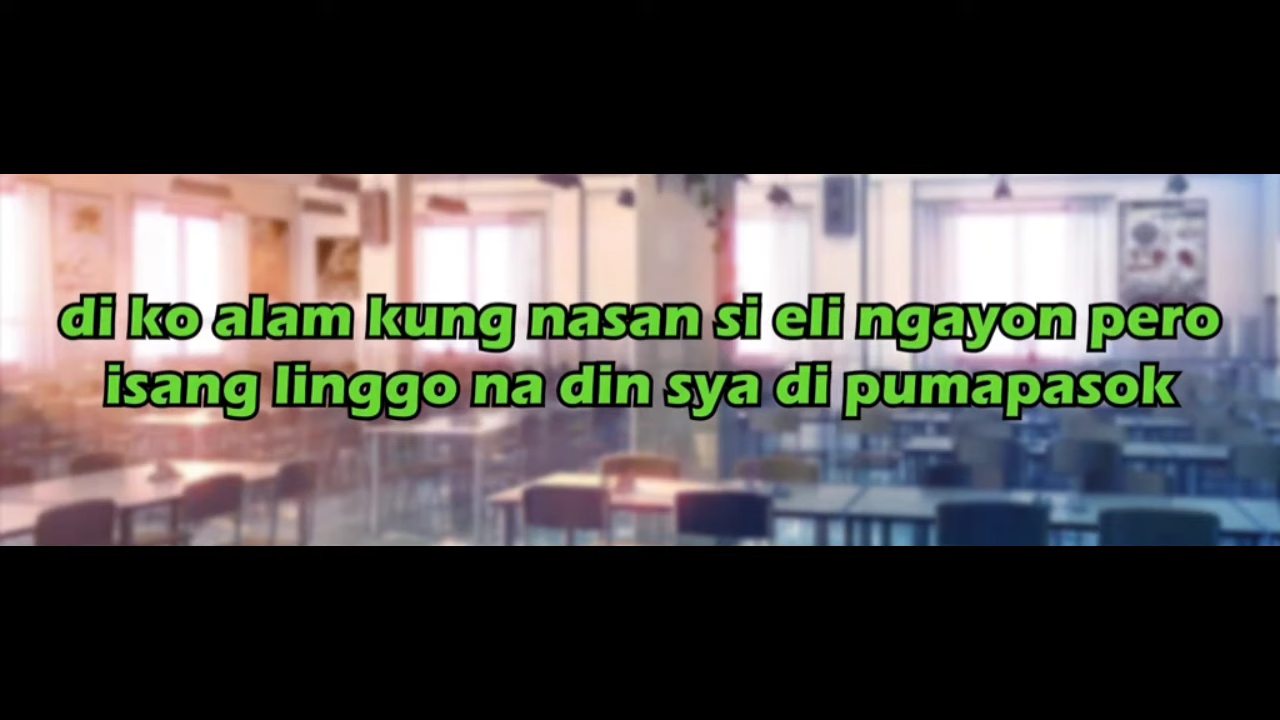 di ko alam kung nasan si eli ngayon pero
isang linggo na din sya di pumapasok